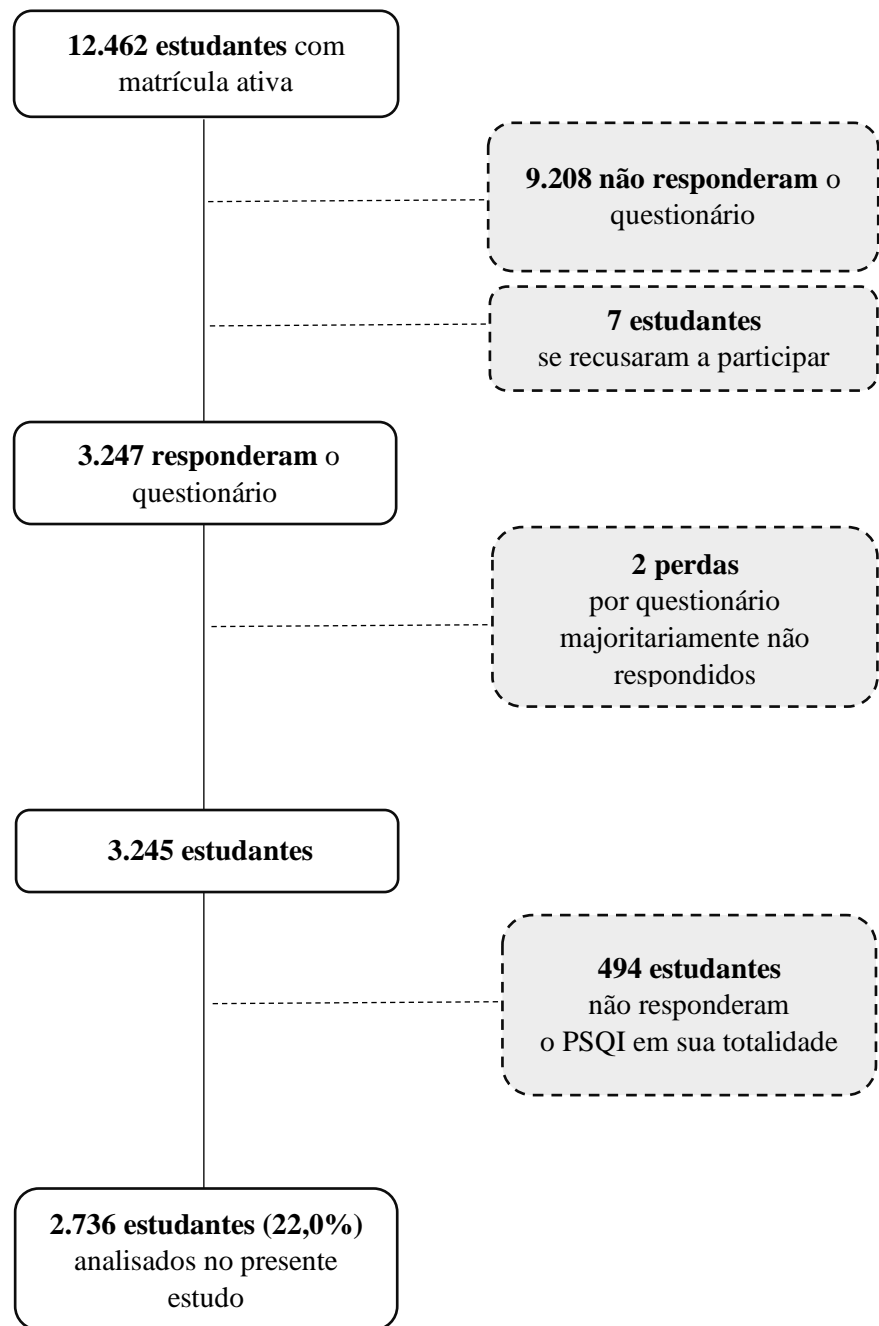 12.462 estudantes com
matrícula ativa
9.208 não responderam o
questionário
7 estudantes
se recusaram a participar
3.247 responderam o
questionário
2 perdas
por questionário
majoritariamente não
respondidos
3.245 estudantes
494 estudantes
não responderam
o PSQI em sua totalidade
2.736 estudantes (22,0%)
analisados no presente
estudo